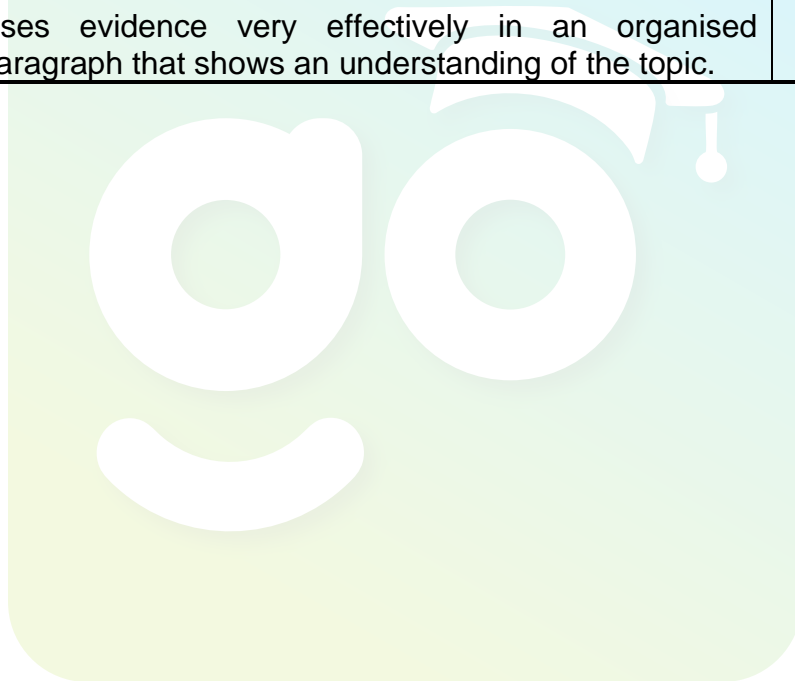 ses evidence very effectively in an organised
aragraph that shows an understanding of the topic.
go